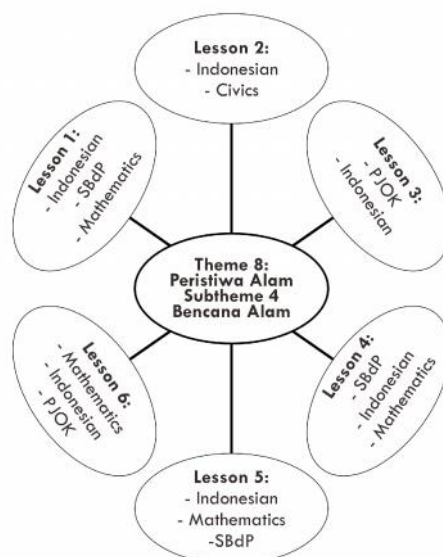 Lesson 2:
- Indonesian
- Civics
Lesson 1:
- Indonesian
- SBdP
- Mathematics
Lesson 3:
- PJOK
- Indonesian
Theme 8:
Peristiwa Alam
Subtheme 4
Bencana Alam
Lesson 6:
- Mathematics
- Indonesian
- PJOK
Lesson 4:
- SBdP
- Indonesian
- Mathematics
Lesson 5:
- Indonesian
- Mathematics
-SBdP